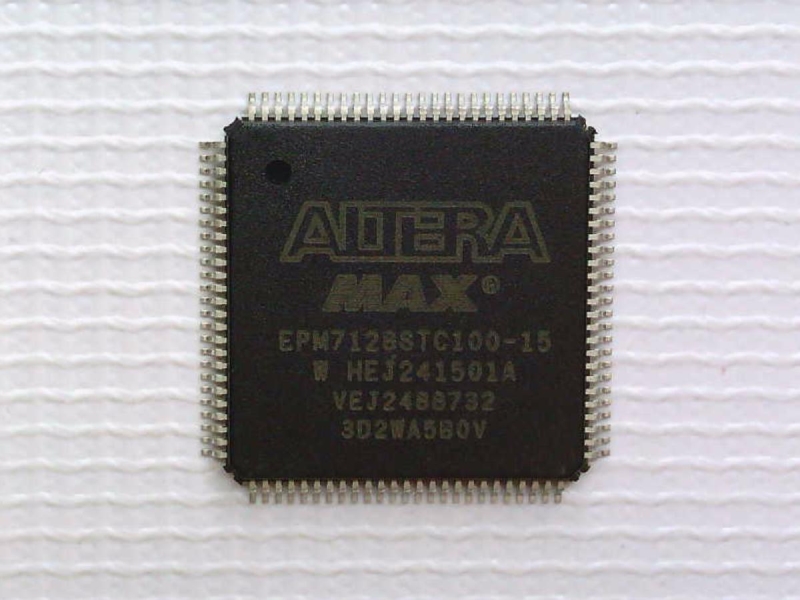 ALTERA
MAX®
EPM7128STC100-15
W HEJ241501A
VEJ2488732
3D2WA5B0V